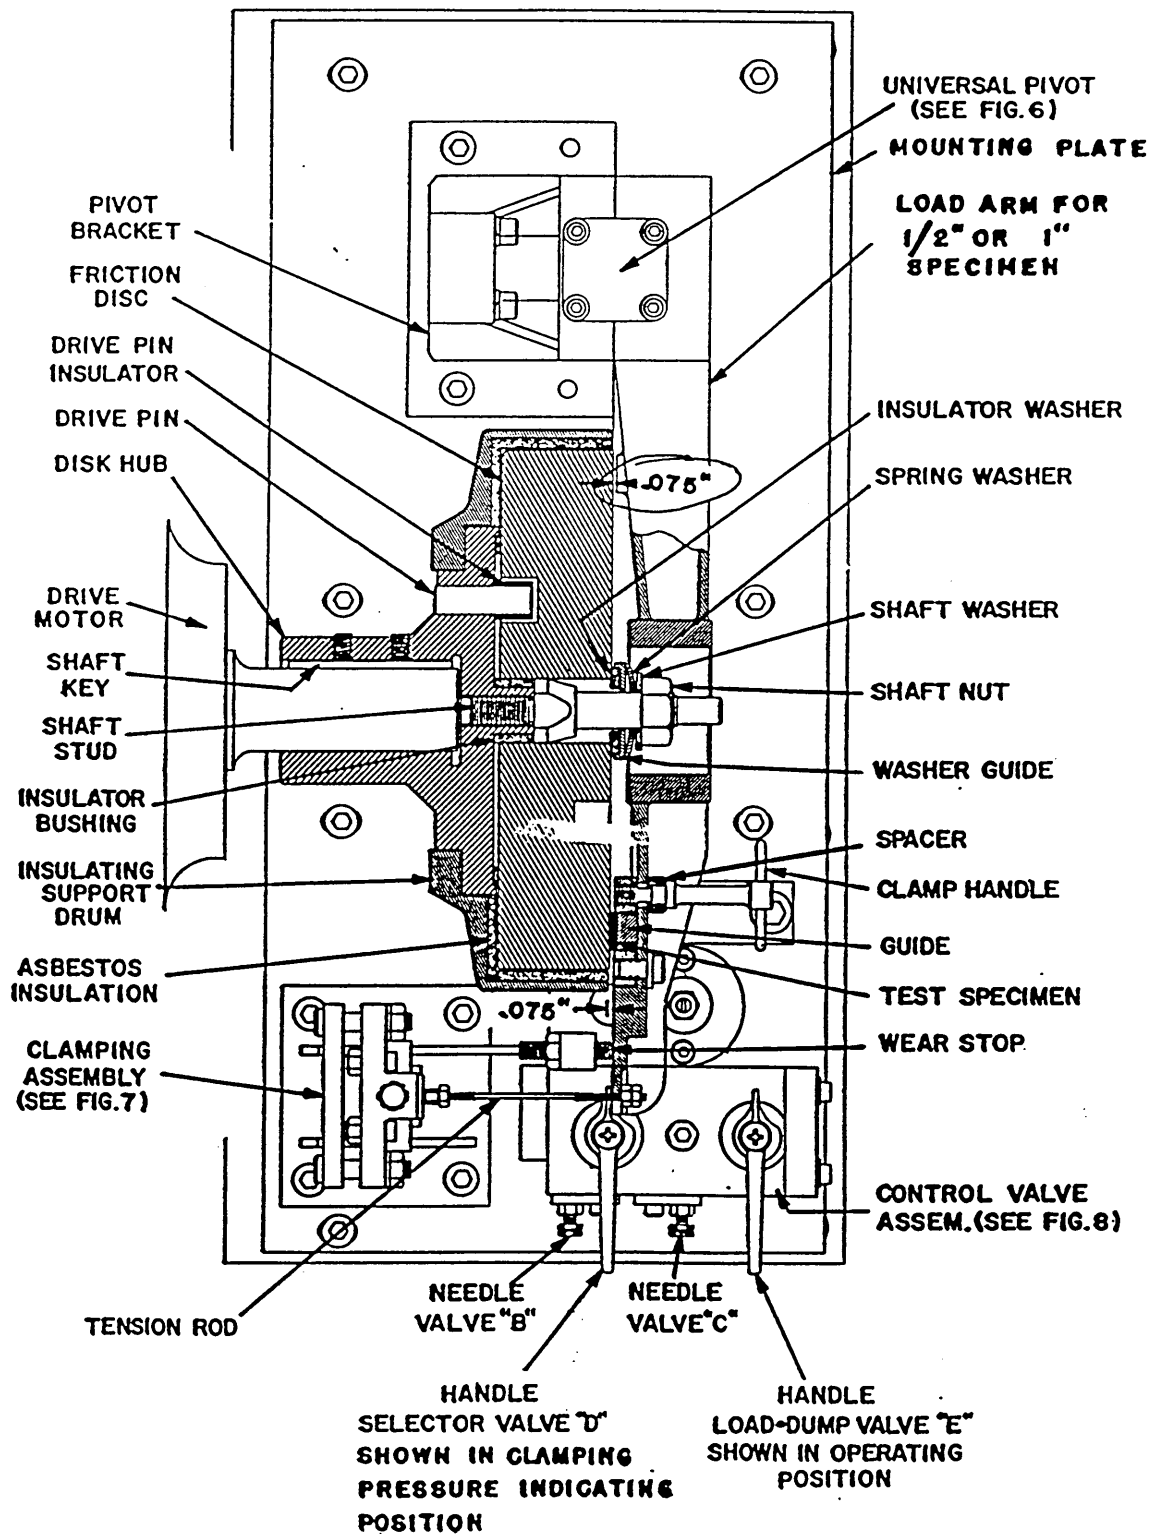 UNIVERSAL PIVOT
(SEE FIG.6)
MOUNTING PLATE
LOAD ARM FOR
1/2" OR 1"
SPECIMEN
PIVOT
BRACKET
FRICTION
DISC
DRIVE PIN
INSULATOR
DRIVE PIN
DISK HUB
INSULATOR WASHER
SPRING WASHER
.075"
DRIVE
MOTOR
SHAFT
KEY
SHAFT
STUD
SHAFT WASHER
SHAFT NUT
WASHER GUIDE
INSULATOR
BUSHING
INSULATING
SUPPORT
DRUM
SPACER
CLAMP HANDLE
GUIDE
ASBESTOS
INSULATION
TEST SPECIMEN
.075"
WEAR STOP
CLAMPING
ASSEMBLY
(SEE FIG.7)
CONTROL VALVE
ASSEM.(SEE FIG.8)
TENSION ROD
NEEDLE
VALVE "B"
NEEDLE
VALVE "C"
HANDLE
SELECTOR VALVE "D"
SHOWN IN CLAMPING
PRESSURE INDICATING
POSITION
HANDLE
LOAD-DUMP VALVE "E"
SHOWN IN OPERATING
POSITION